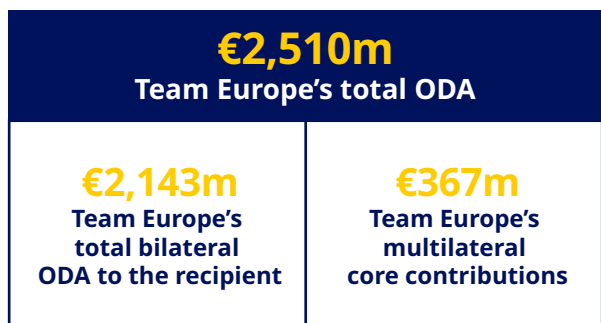 €2,510m
Team Europe’s total ODA
€2,143m
Team Europe’s
total bilateral
ODA to the recipient
€367m
Team Europe’s
multilateral
core contributions